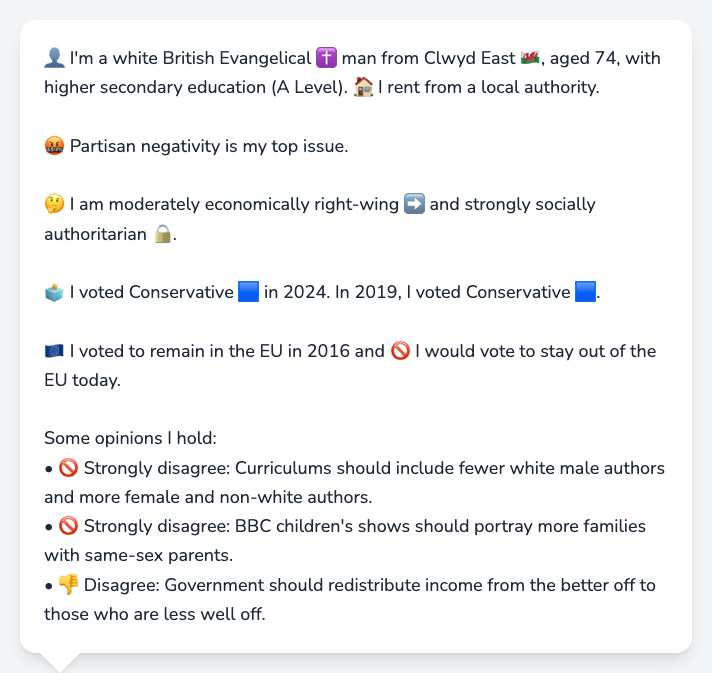 👤 I'm a white British Evangelical ✝️ man from Clwyd East 🏴󠁧󠁢󠁷󠁬󠁳󠁿, aged 74, with
higher secondary education (A Level). 🏠 I rent from a local authority.
🤬 Partisan negativity is my top issue.
🤔 I am moderately economically right-wing ➡️ and strongly socially
authoritarian 🔒.
🗳️ I voted Conservative 🟦 in 2024. In 2019, I voted Conservative 🟦.
🇪🇺 I voted to remain in the EU in 2016 and 🚫 I would vote to stay out of the
EU today.
Some opinions I hold:
• 🚫 Strongly disagree: Curriculums should include fewer white male authors
and more female and non-white authors.
• 🚫 Strongly disagree: BBC children's shows should portray more families
with same-sex parents.
• 👎 Disagree: Government should redistribute income from the better off to
those who are less well off.